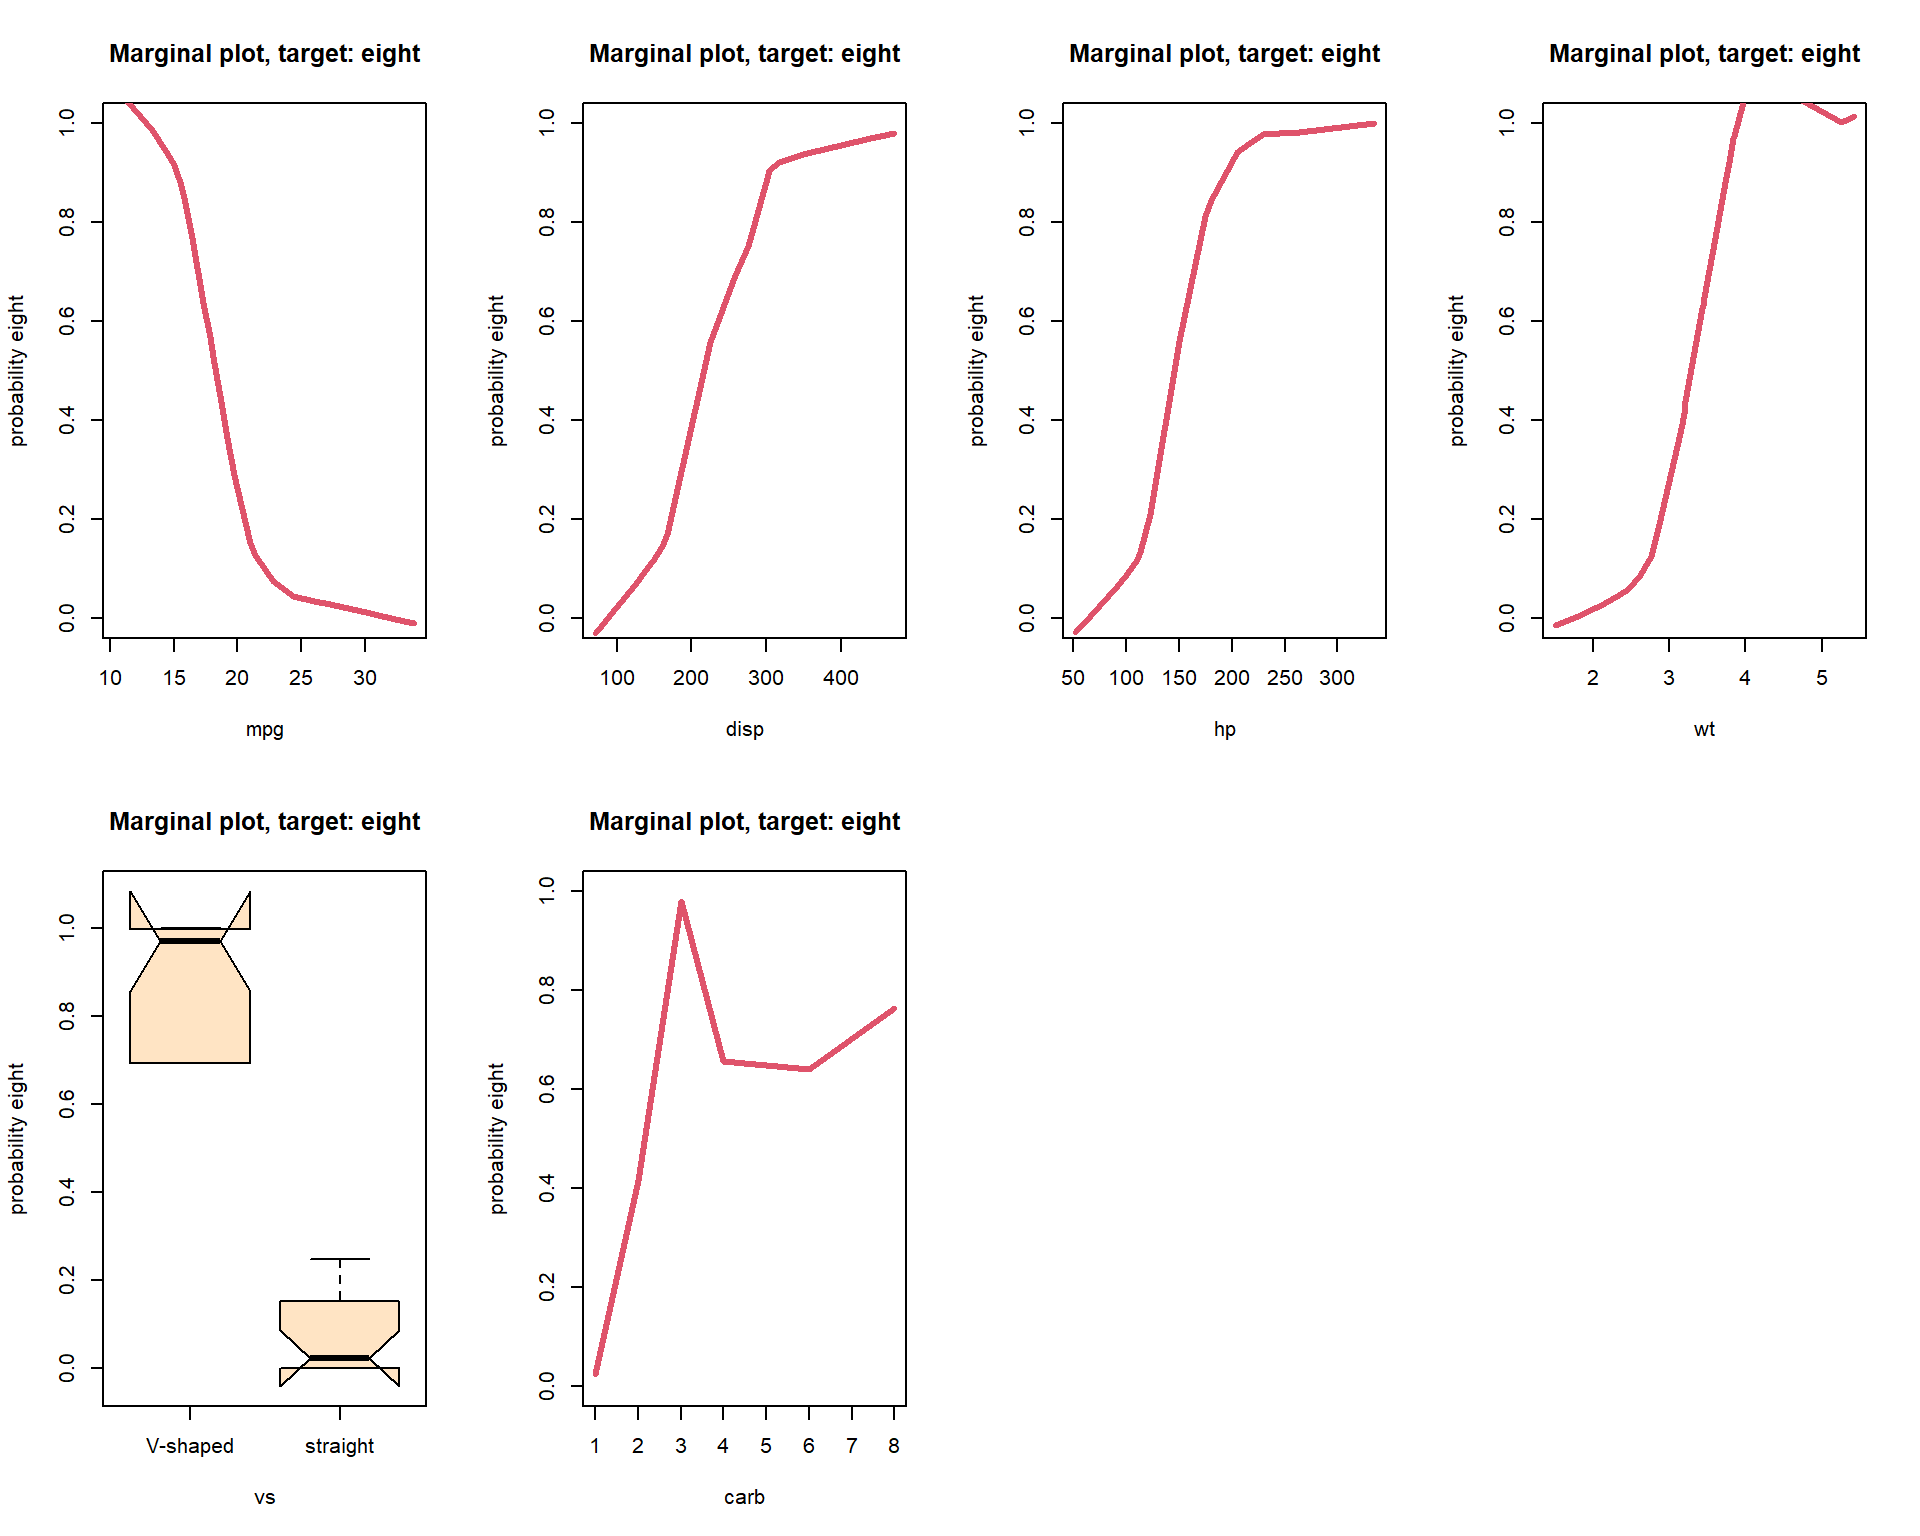 Marginal plot, target: eight
probability eight
0.0 0.2 0.4 0.6 0.8 1.0
10 15 20 25 30
mpg
Marginal plot, target: eight
probability eight
0.0 0.2 0.4 0.6 0.8 1.0
100 200 300 400
disp
Marginal plot, target: eight
probability eight
0.0 0.2 0.4 0.6 0.8 1.0
50 100 150 200 250 300
hp
Marginal plot, target: eight
probability eight
0.0 0.2 0.4 0.6 0.8 1.0
2 3 4 5
wt
Marginal plot, target: eight
probability eight
0.0 0.2 0.4 0.6 0.8 1.0
V-shaped straight
vs
Marginal plot, target: eight
probability eight
0.0 0.2 0.4 0.6 0.8 1.0
1 2 3 4 5 6 7 8
carb